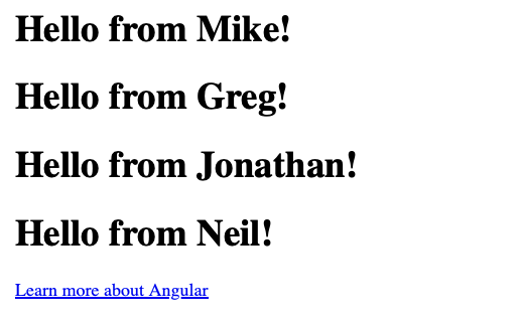 Hello from Mike!
Hello from Greg!
Hello from Jonathan!
Hello from Neil!
Learn more about Angular